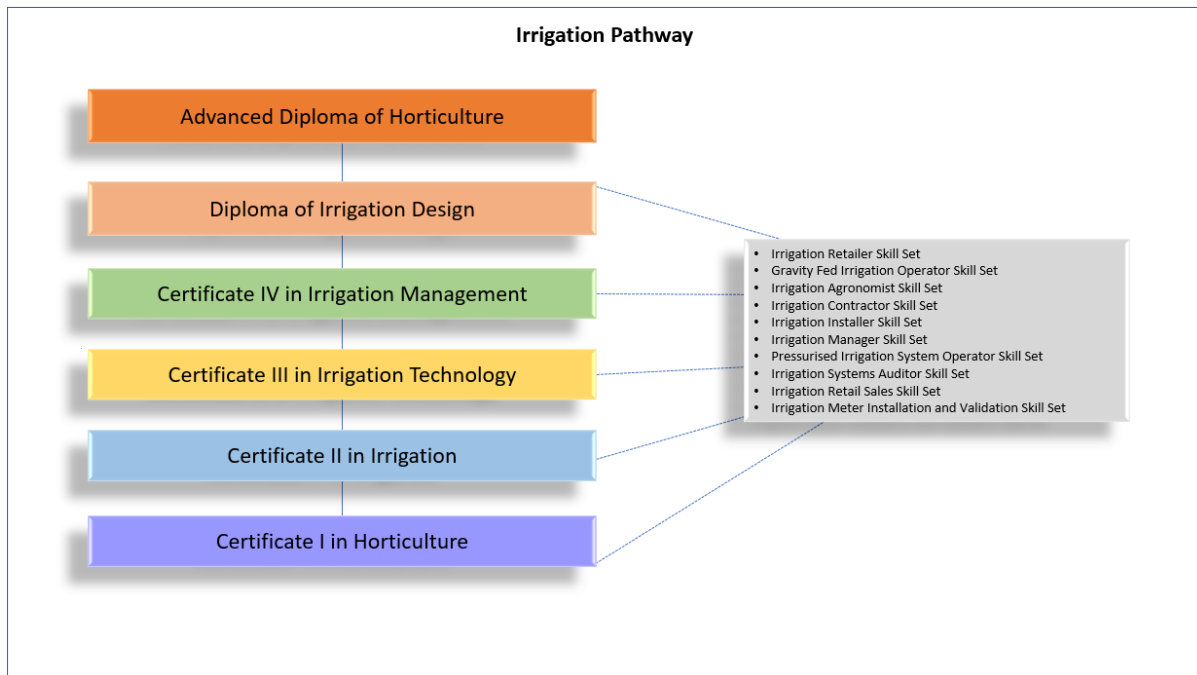 Irrigation Pathway
Advanced Diploma of Horticulture
Diploma of Irrigation Design
Certificate IV in Irrigation Management
Certificate III in Irrigation Technology
Certificate II in Irrigation
Certificate I in Horticulture
• Irrigation Retailer Skill Set
• Gravity Fed Irrigation Operator Skill Set
• Irrigation Agronomist Skill Set
• Irrigation Contractor Skill Set
• Irrigation Installer Skill Set
• Irrigation Manager Skill Set
• Pressurised Irrigation System Operator Skill Set
• Irrigation Systems Auditor Skill Set
• Irrigation Retail Sales Skill Set
• Irrigation Meter Installation and Validation Skill Set